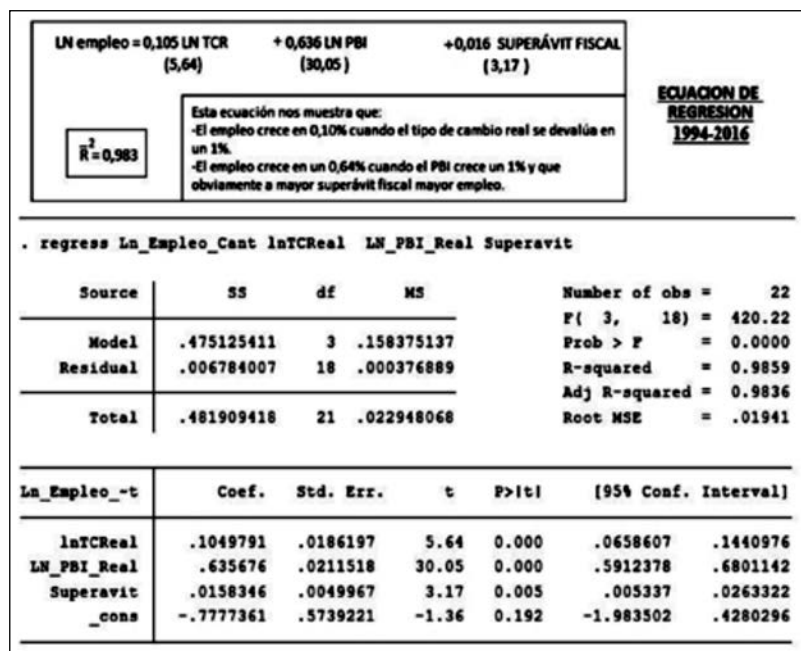 LN empleo = 0,105 LN TCR + 0,636 LN PBI +0,016 SUPERÁVIT FISCAL
(5,64) (30,05 ) (3,17 )
ECUACION DE
REGRESION
1994-2016
R̄² = 0,983
Esta ecuación nos muestra que:
-El empleo crece en 0,10% cuando el tipo de cambio real se devalúa en
un 1%.
-El empleo crece en un 0,64% cuando el PBI crece un 1% y que
obviamente a mayor superávit fiscal mayor empleo.
. regress Ln_Empleo_Cant lnTCReal LN_PBI_Real Superavit
Source SS df MS Number of obs = 22
F( 3, 18) = 420.22
Model .475125411 3 .158375137 Prob > F = 0.0000
Residual .006784007 18 .000376889 R-squared = 0.9859
Adj R-squared = 0.9836
Total .481909418 21 .022948068 Root MSE = .01941
Ln_Empleo_~t Coef. Std. Err. t P>|t| [95% Conf. Interval]
lnTCReal .1049791 .0186197 5.64 0.000 .0658607 .1440976
LN_PBI_Real .635676 .0211518 30.05 0.000 .5912378 .6801142
Superavit .0158346 .0049967 3.17 0.005 .005337 .0263322
_cons -.7777361 .5739221 -1.36 0.192 -1.983502 .4280296